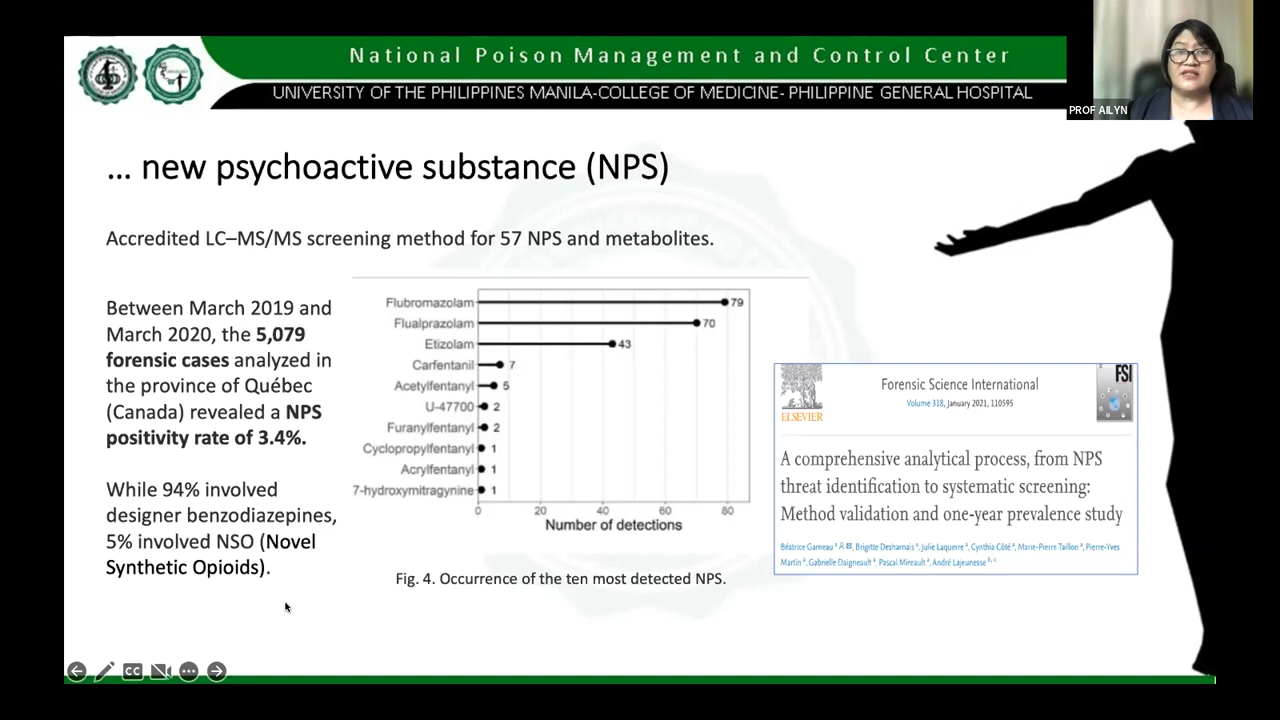 National Poison Management and Control Center
UNIVERSITY OF THE PHILIPPINES MANILA-COLLEGE OF MEDICINE- PHILIPPINE GENERAL HOSPITAL
PROF AILYN
... new psychoactive substance (NPS)
Accredited LC–MS/MS screening method for 57 NPS and metabolites.
Between March 2019 and
March 2020, the 5,079
forensic cases analyzed in
the province of Québec
(Canada) revealed a NPS
positivity rate of 3.4%.
While 94% involved
designer benzodiazepines,
5% involved NSO (Novel
Synthetic Opioids).
Flubromazolam 79
Flualprazolam 70
Etizolam 43
Carfentanil 7
Acetylfentanyl 5
U-47700 2
Furanylfentanyl 2
Cyclopropylfentanyl 1
Acrylfentanyl 1
7-hydroxymitragynine 1
0 20 40 60 80
Number of detections
Fig. 4. Occurrence of the ten most detected NPS.
ELSEVIER
Forensic Science International
Volume 318, January 2021, 110595
FSI
A comprehensive analytical process, from NPS
threat identification to systematic screening:
Method validation and one-year prevalence study
Béatrice Garneau a, Brigitte Desharnais a, Julie Laquerre a, Cynthia Côté a, Marie-Pierre Taillon a, Pierre-Yves
Martin a, Gabrielle Daigneault a, Pascal Mireault a, André Lajeunesse b, c
CC